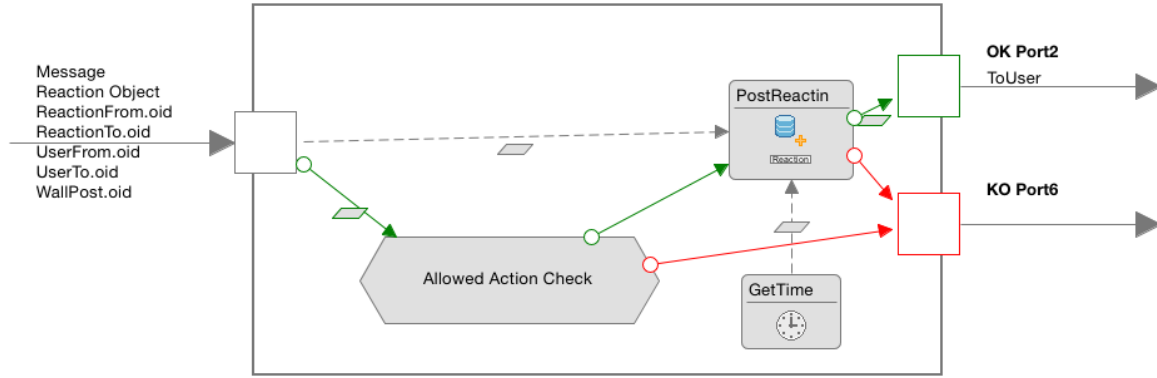 Message
Reaction Object
ReactionFrom.oid
ReactionTo.oid
UserFrom.oid
UserTo.oid
WallPost.oid
PostReactin
Reaction
OK Port2
ToUser
KO Port6
Allowed Action Check
GetTime